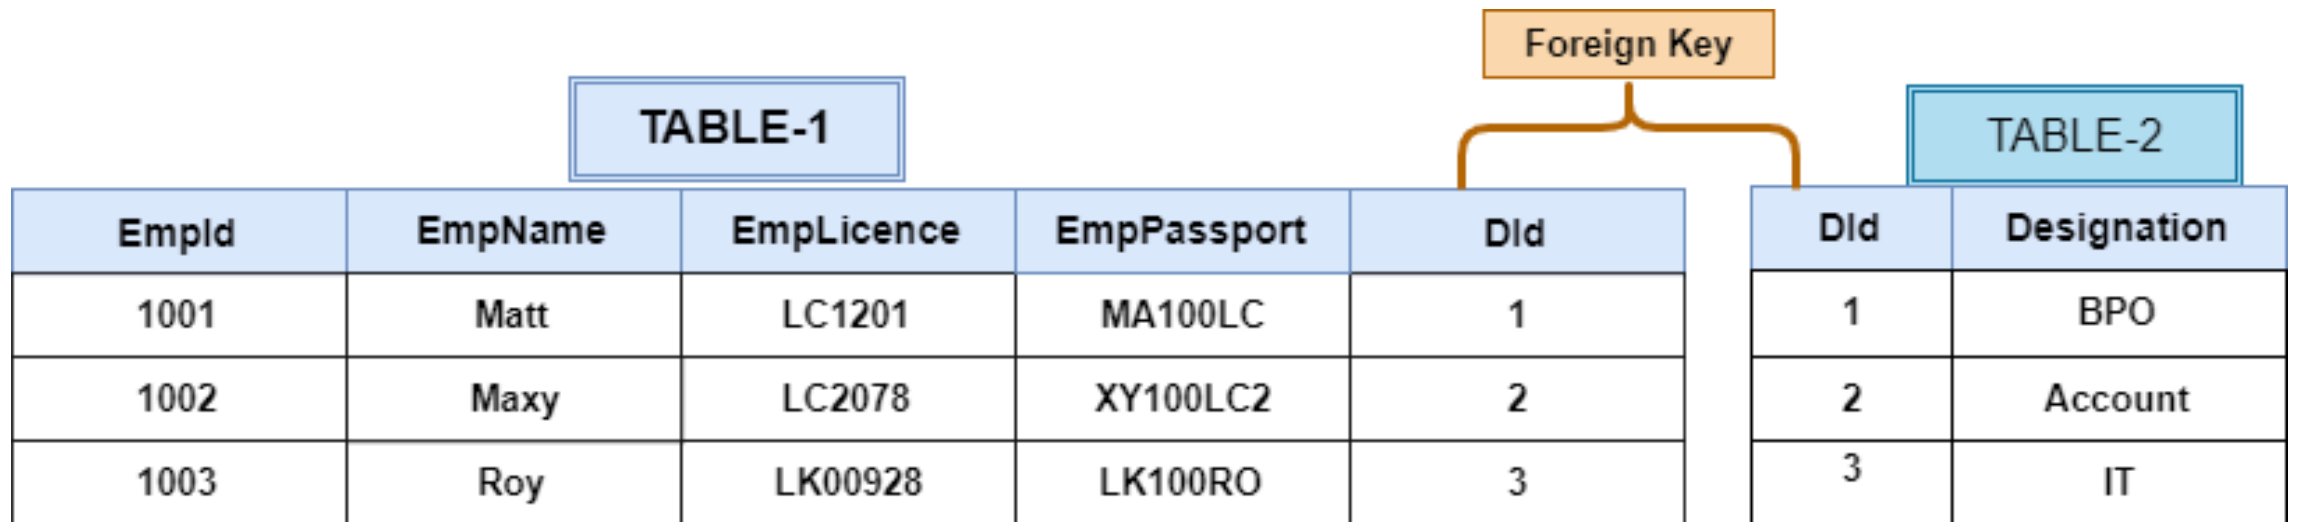 Foreign Key
TABLE-1
TABLE-2
EmpId EmpName EmpLicence EmpPassport DId DId Designation
1001 Matt LC1201 MA100LC 1 1 BPO
1002 Maxy LC2078 XY100LC2 2 2 Account
1003 Roy LK00928 LK100RO 3 3 IT